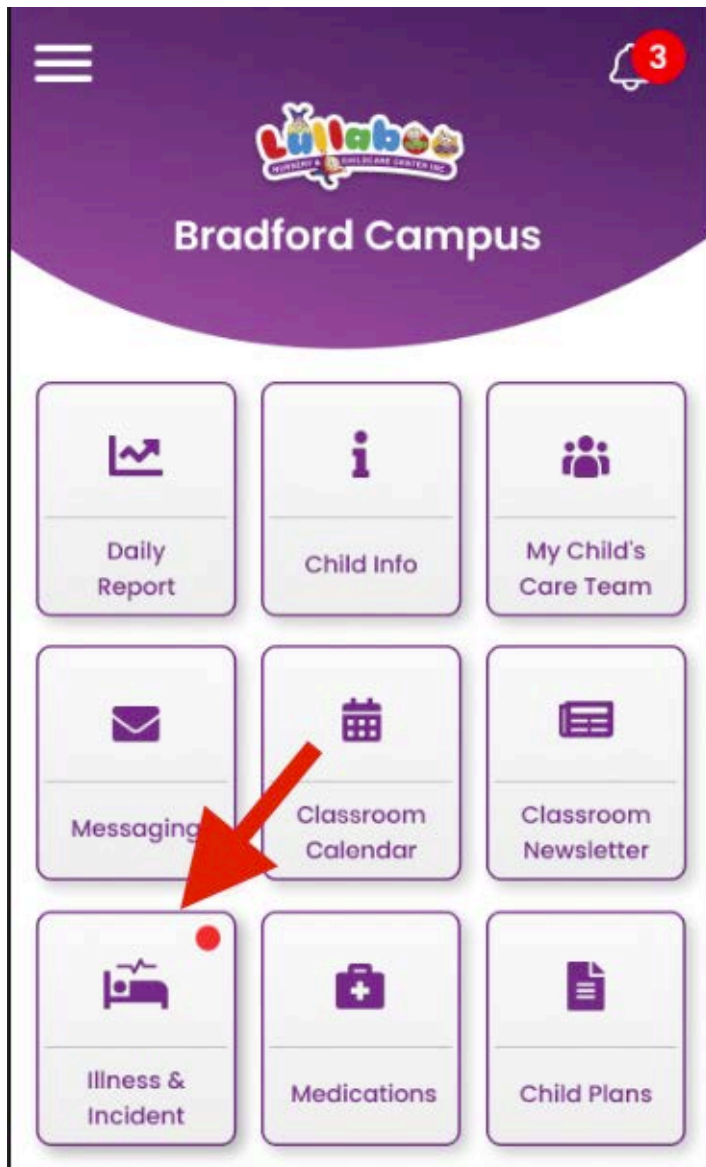 3
Lullaboo
NURSERY & CHILDCARE CENTER INC.
Bradford Campus
Daily
Report
Child Info
My Child's
Care Team
Messaging
Classroom
Calendar
Classroom
Newsletter
Illness &
Incident
Medications
Child Plans